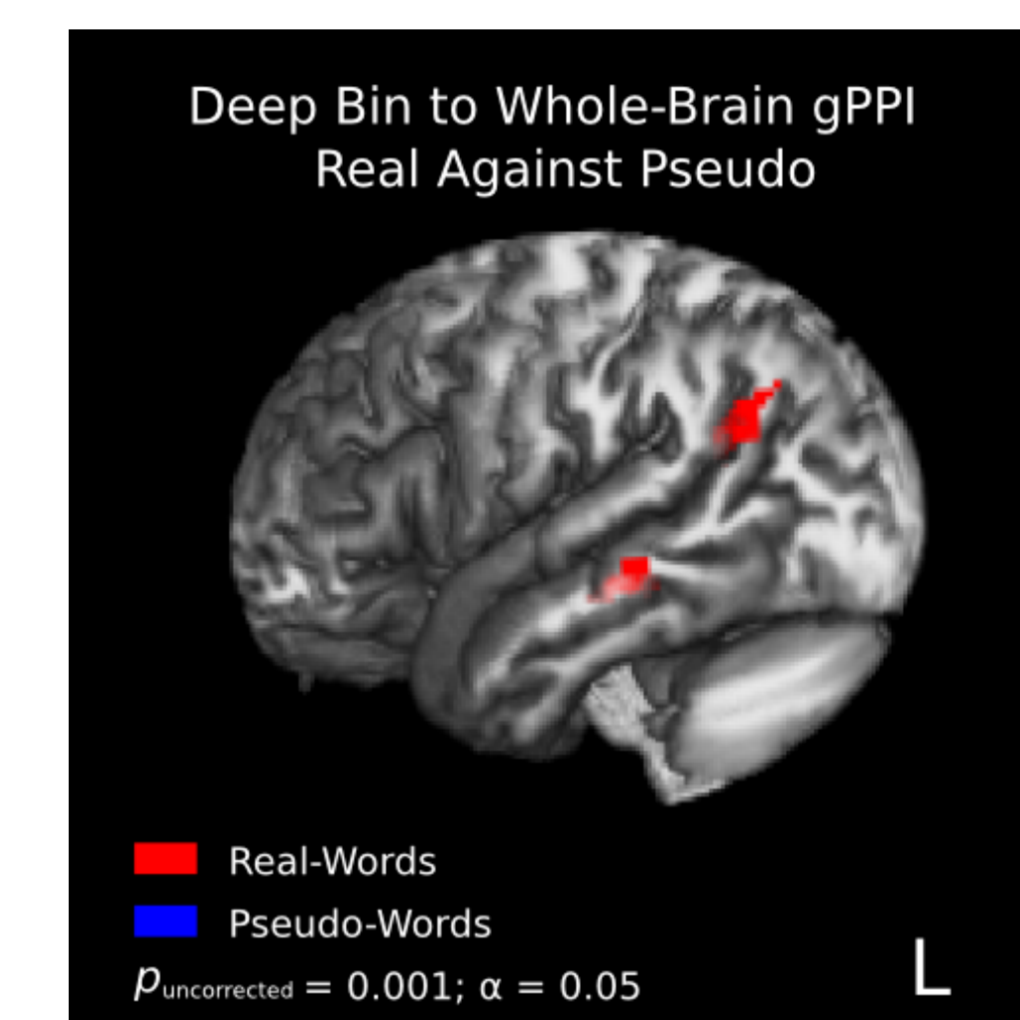 Deep Bin to Whole-Brain gPPI
Real Against Pseudo
Real-Words
Pseudo-Words
puncorrected = 0.001; α = 0.05
L